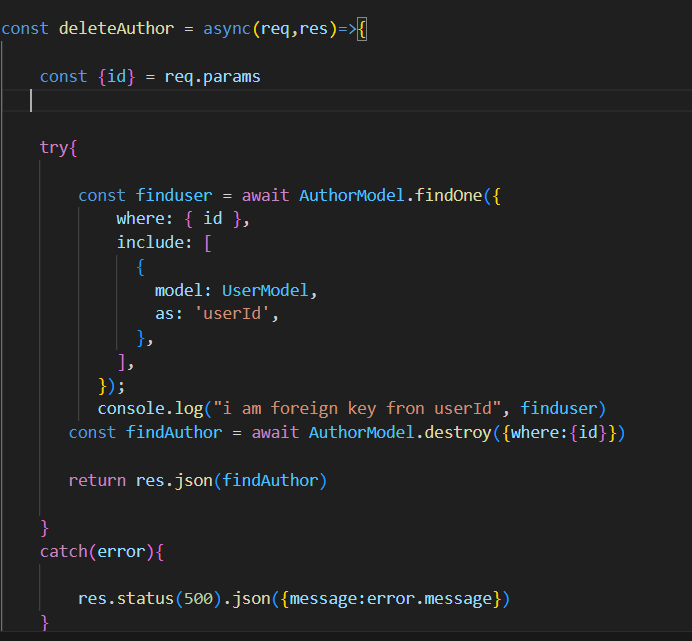 const deleteAuthor = async(req,res)=>{
const {id} = req.params
try{
const finduser = await AuthorModel.findOne({
where: { id },
include: [
{
model: UserModel,
as: 'userId',
},
],
});
console.log("i am foreign key fron userId", finduser)
const findAuthor = await AuthorModel.destroy({where:{id}})
return res.json(findAuthor)
}
catch(error){
res.status(500).json({message:error.message})
}